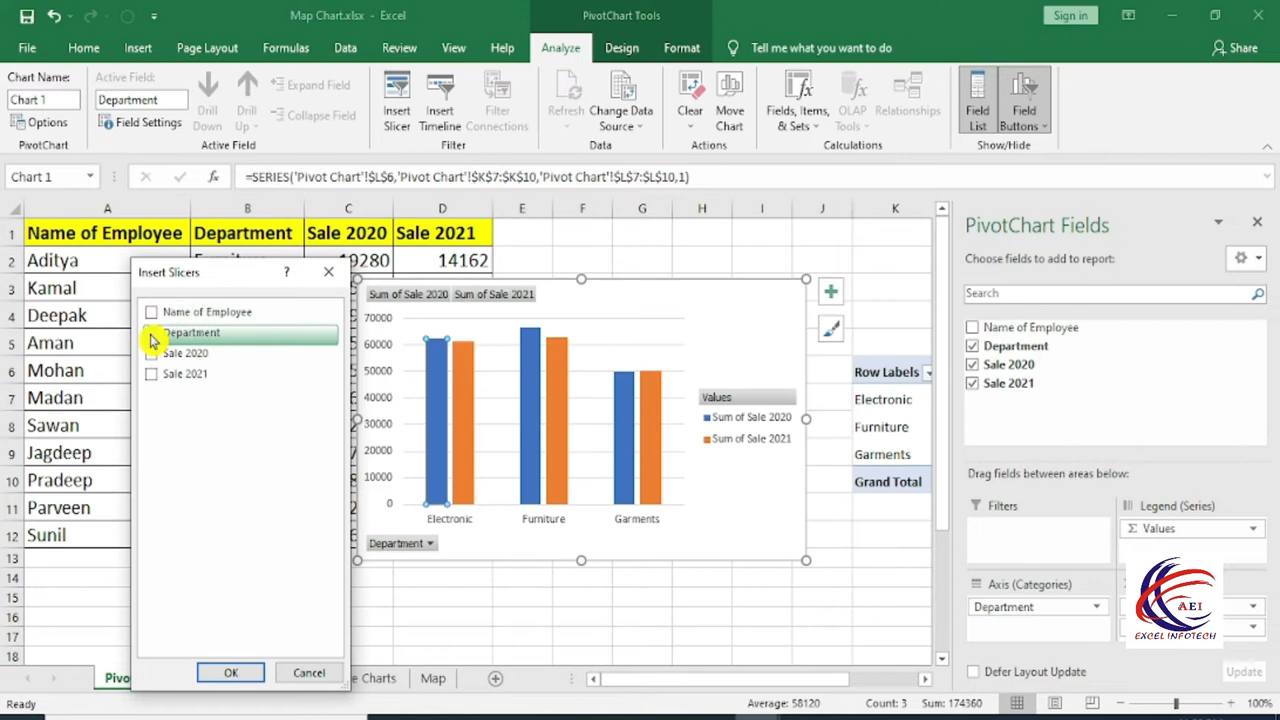 Map Chart.xlsx - Excel
PivotChart Tools
Sign in
File Home Insert Page Layout Formulas Data Review View Help Analyze Design Format Tell me what you want to do Share
Chart Name:
Chart 1
Options
PivotChart
Active Field:
Department
Field Settings
Drill Down
Drill Up
Expand Field
Collapse Field
Active Field
Insert Slicer
Insert Timeline
Filter Connections
Filter
Refresh
Change Data Source
Data
Clear
Move Chart
Actions
Fields, Items, & Sets
OLAP Tools
Relationships
Calculations
Field List
Field Buttons
Show/Hide
Chart 1
fx
=SERIES('Pivot Chart'!$L$6,'Pivot Chart'!$K$7:$K$10,'Pivot Chart'!$L$7:$L$10,1)
A B C D E F G H I J K
1 Name of Employee Department Sale 2020 Sale 2021
2 Aditya 19280 14162
3 Kamal
4 Deepak
5 Aman
6 Mohan
7 Madan
8 Sawan
9 Jagdeep
10 Pradeep
11 Parveen
12 Sunil
13
14
15
16
17
18
Insert Slicers ?
Name of Employee
Department
Sale 2020
Sale 2021
OK Cancel
Sum of Sale 2020 Sum of Sale 2021
70000
60000
50000
40000
30000
20000
10000
0
Electronic Furniture Garments
Values
Sum of Sale 2020
Sum of Sale 2021
Department
Row Labels
Electronic
Furniture
Garments
Grand Total
PivotChart Fields
Choose fields to add to report:
Search
Name of Employee
Department
Sale 2020
Sale 2021
Drag fields between areas below:
Filters
Legend (Series)
Σ Values
Axis (Categories)
Department
AEI
EXCEL INFOTECH
Defer Layout Update
Update
Charts Map
Ready
Average: 58120 Count: 3 Sum: 174360
100%